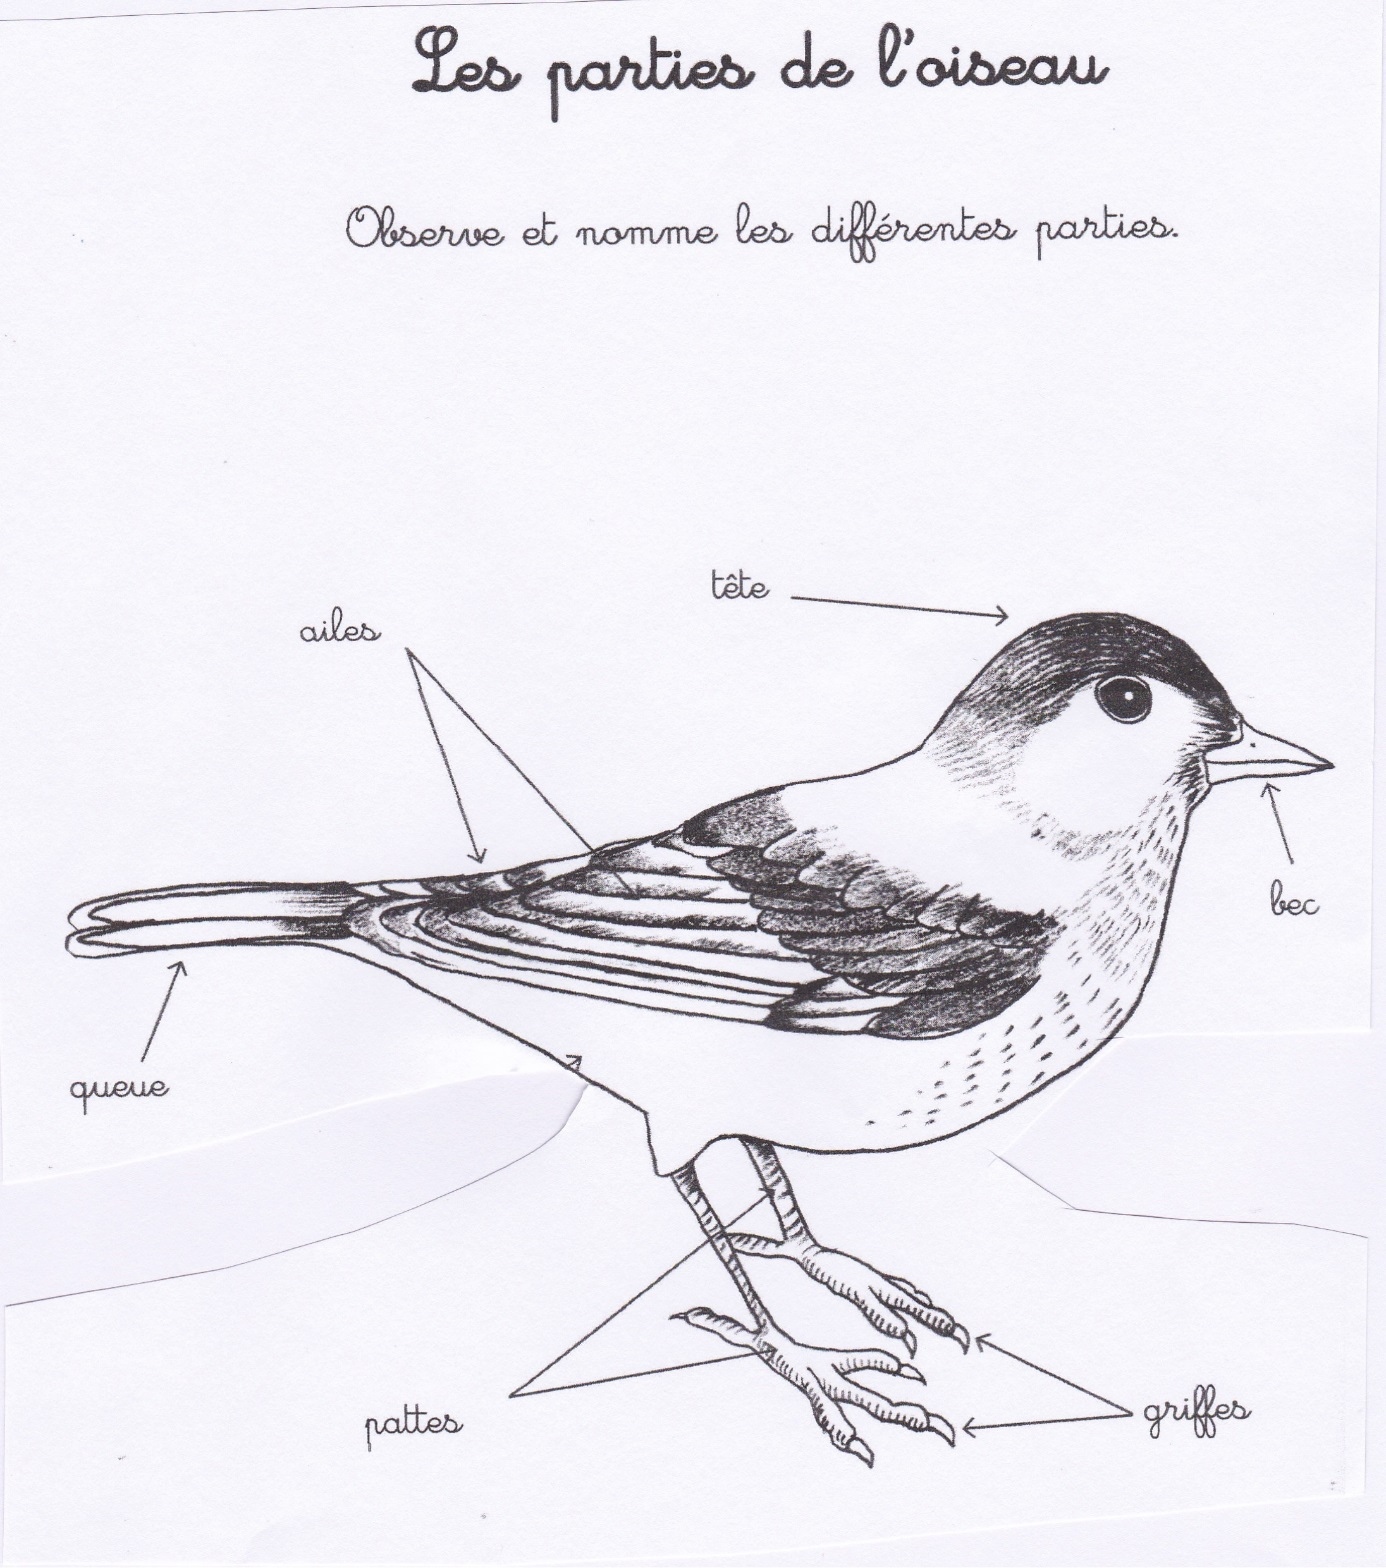 Les parties de l'oiseau
Observe et nomme les différentes parties.
tête
ailes
bec
queue
pattes
griffes